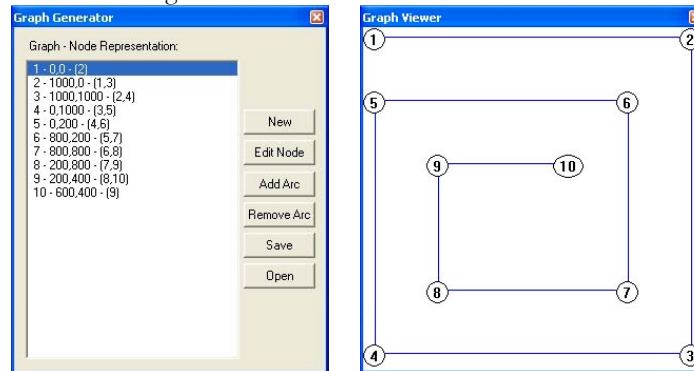 Graph Generator
Graph - Node Representation:
1 - 0,0 - (2)
2 - 1000,0 - (1,3)
3 - 1000,1000 - (2,4)
4 - 0,1000 - (3,5)
5 - 0,200 - (4,6)
6 - 800,200 - (5,7)
7 - 800,800 - (6,8)
8 - 200,800 - (7,9)
9 - 200,400 - (8,10)
10 - 600,400 - (9)
New
Edit Node
Add Arc
Remove Arc
Save
Open
Graph Viewer
1 2
5 6
9 10
8 7
4 3